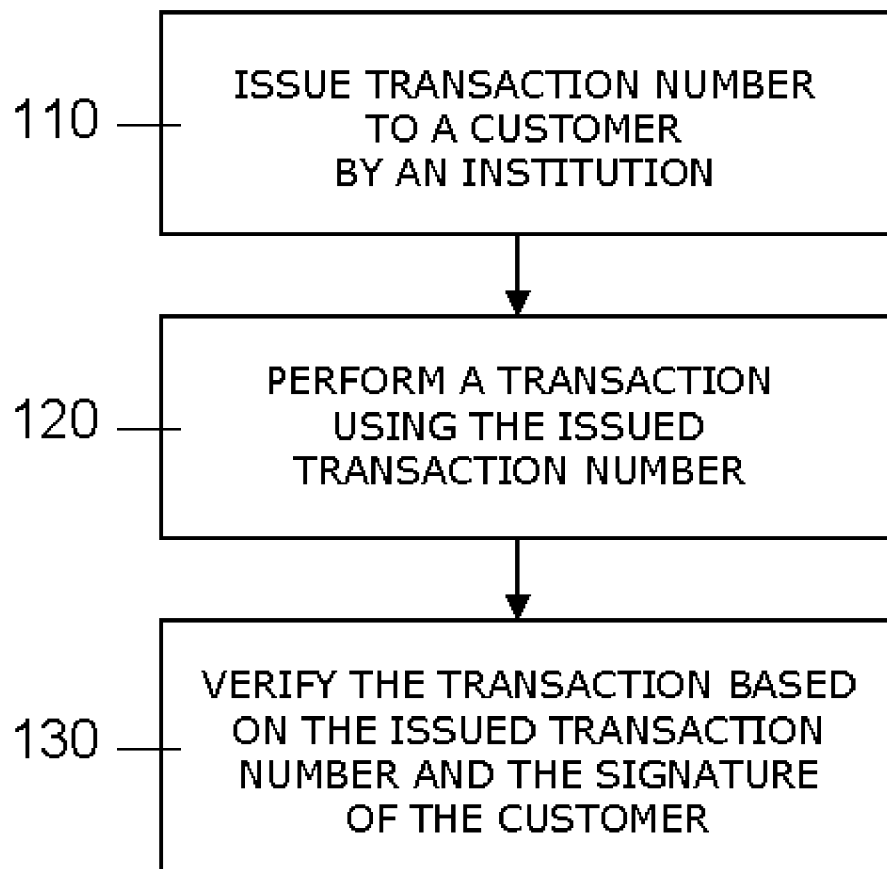 110
ISSUE TRANSACTION NUMBER
TO A CUSTOMER
BY AN INSTITUTION
120
PERFORM A TRANSACTION
USING THE ISSUED
TRANSACTION NUMBER
130
VERIFY THE TRANSACTION BASED
ON THE ISSUED TRANSACTION
NUMBER AND THE SIGNATURE
OF THE CUSTOMER